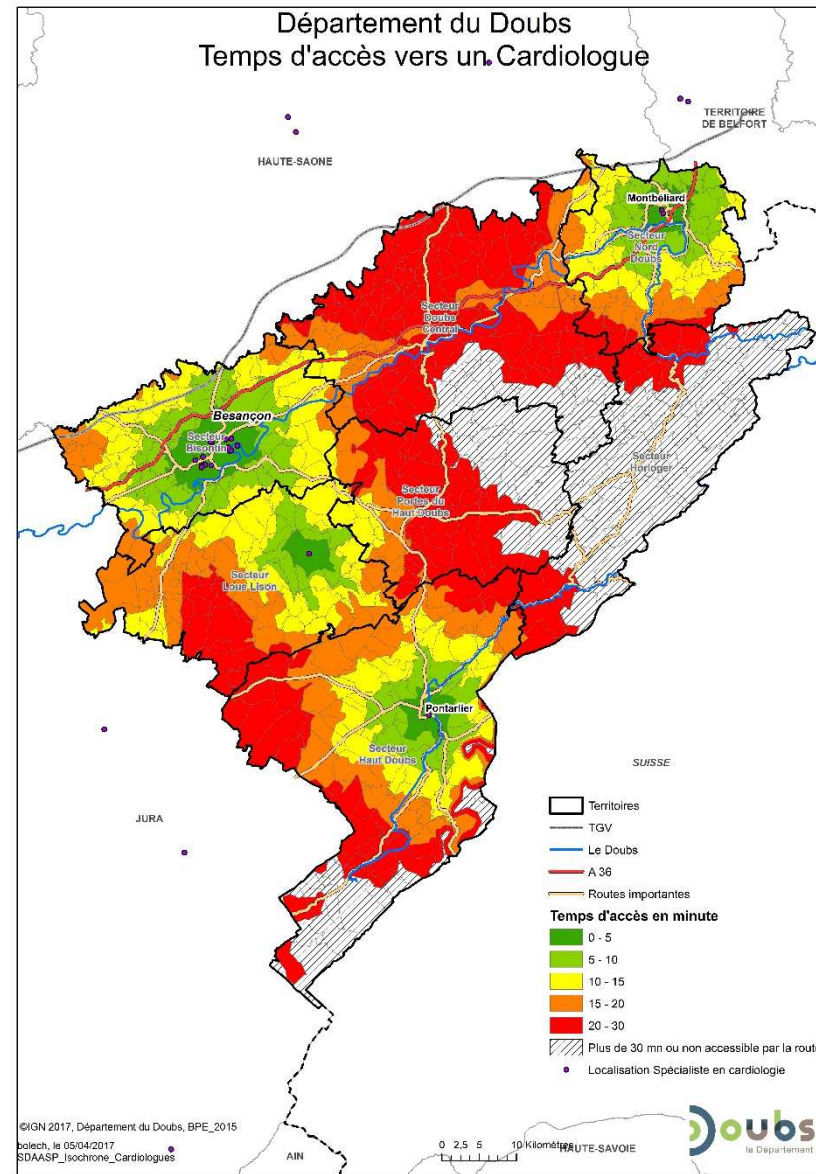 Département du Doubs
Temps d'accès vers un Cardiologue
TERRITOIRE
DE BELFORT
HAUTE-SAONE
Montbéliard
Secteur
Nord
Doubs
Secteur
Doubs
Central
Besançon
Secteur
Bisontin
Secteur
Horloger
Secteur
Portes du
Haut Doubs
Secteur
Loue Lison
Pontarlier
Secteur
Haut Doubs
SUISSE
JURA
Territoires
TGV
Le Doubs
A 36
Routes importantes
Temps d'accès en minute
0 - 5
5 - 10
10 - 15
15 - 20
20 - 30
Plus de 30 mn ou non accessible par la route
Localisation Spécialiste en cardiologie
©IGN 2017, Département du Doubs, BPE_2015
bolech, le 05/04/2017
SDAASP_Isochrone_Cardiologues
AIN
0 2,5 5 10 Kilomètres
HAUTE-SAVOIE
Doubs
le Département